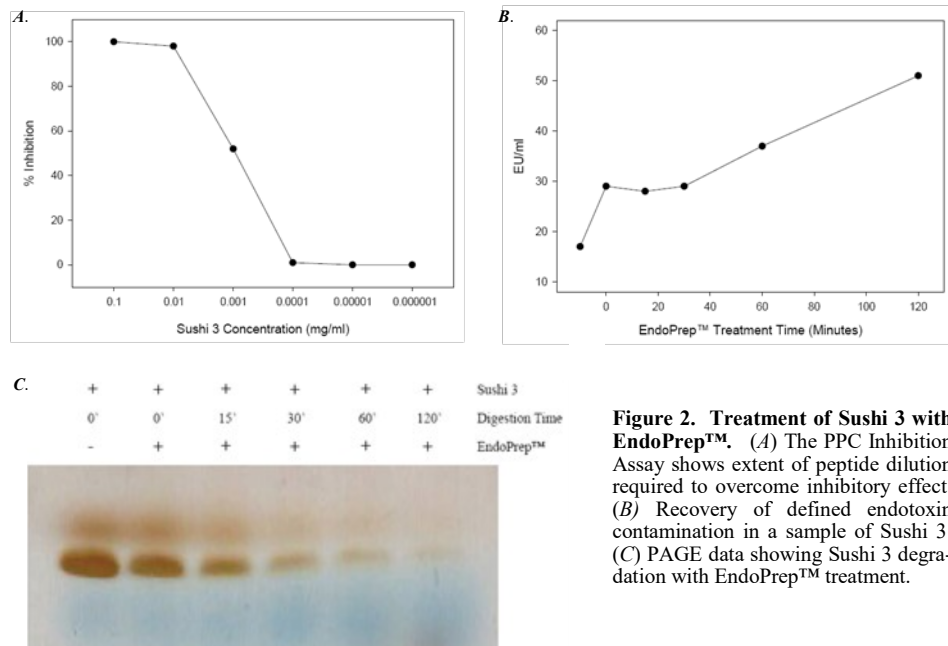 A.
100
80
60
40
20
0
% Inhibition
0.1 0.01 0.001 0.0001 0.00001 0.000001
Sushi 3 Concentration (mg/ml)
B.
60
50
40
30
20
10
EU/ml
0 20 40 60 80 100 120
EndoPrep™ Treatment Time (Minutes)
C.
+ + + + + + Sushi 3
0` 0` 15` 30` 60` 120` Digestion Time
- + + + + + EndoPrep™
Figure 2. Treatment of Sushi 3 with
EndoPrep™. (A) The PPC Inhibition
Assay shows extent of peptide dilution
required to overcome inhibitory effect
(B) Recovery of defined endotoxin
contamination in a sample of Sushi 3
(C) PAGE data showing Sushi 3 degra-
dation with EndoPrep™ treatment.